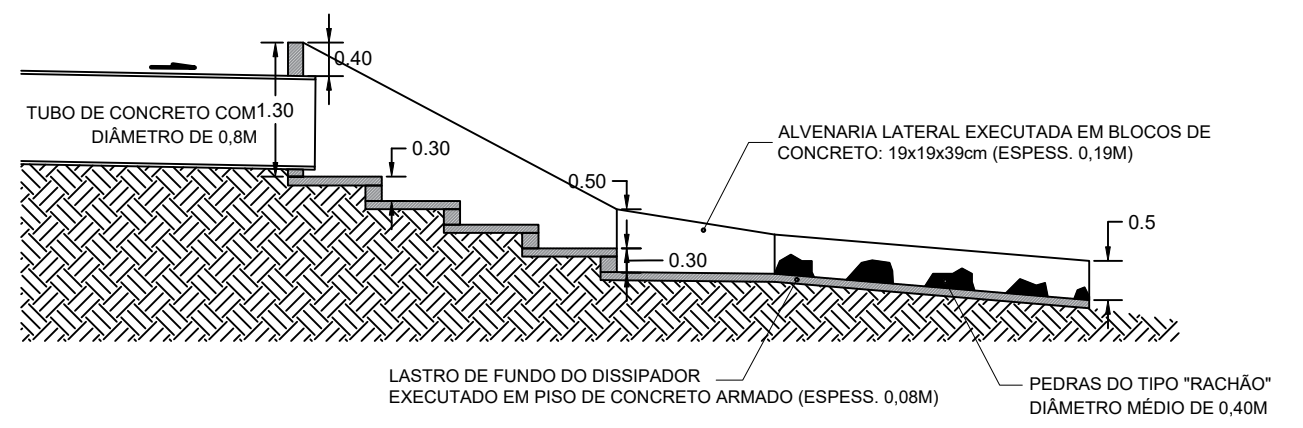 0.40
TUBO DE CONCRETO COM
1.30
DIÂMETRO DE 0,8M
0.30
ALVENARIA LATERAL EXECUTADA EM BLOCOS DE
CONCRETO: 19x19x39cm (ESPESS. 0,19M)
0.50
0.30
0.5
LASTRO DE FUNDO DO DISSIPADOR
EXECUTADO EM PISO DE CONCRETO ARMADO (ESPESS. 0,08M)
PEDRAS DO TIPO "RACHÃO"
DIÂMETRO MÉDIO DE 0,40M